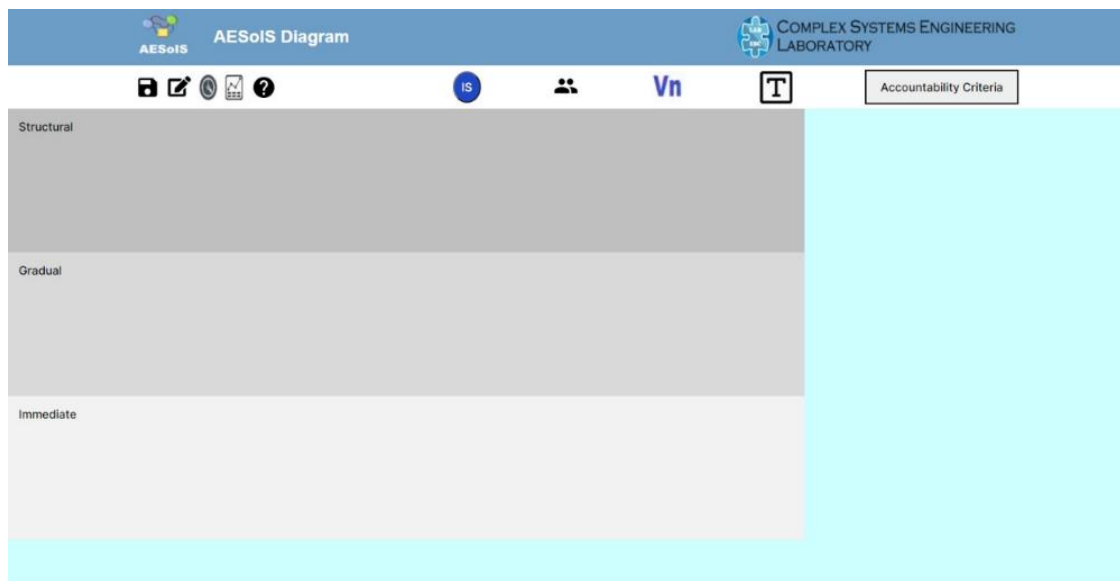 AESoIS
AESoIS Diagram
COMPLEX SYSTEMS ENGINEERING
LABORATORY
IS
Vn
T
Accountability Criteria
Structural
Gradual
Immediate